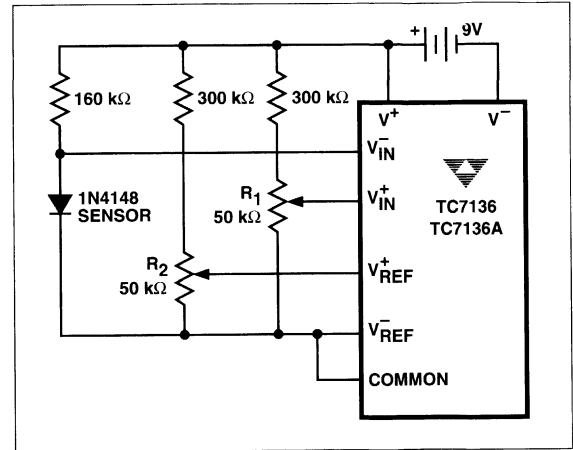 + 9V
160 kΩ
300 kΩ
300 kΩ
V+
V−
V−IN
1N4148
SENSOR
R1
50 kΩ
V+IN
TC7136
TC7136A
R2
50 kΩ
V+REF
V−REF
COMMON